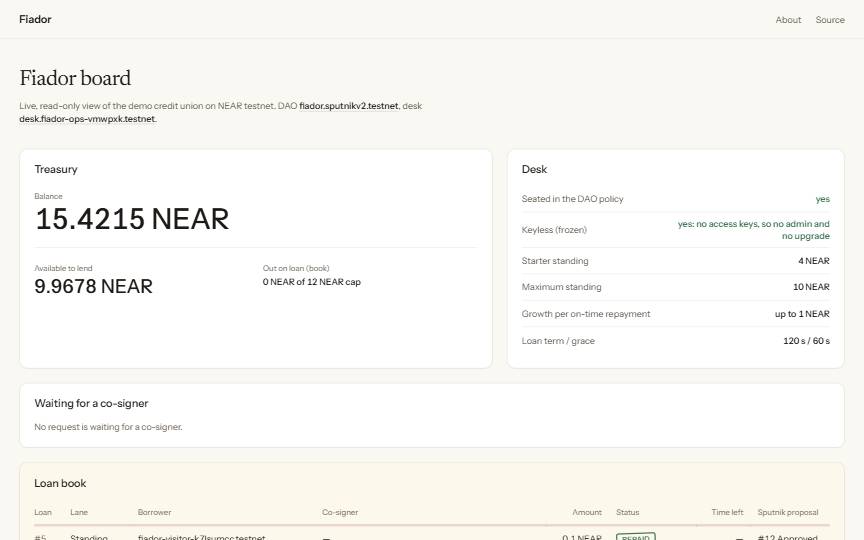 Fiador
About Source
Fiador board
Live, read-only view of the demo credit union on NEAR testnet. DAO fiador.sputnikv2.testnet, desk
desk.fiador-ops-vmwpxk.testnet.
Treasury
Balance
15.4215 NEAR
Available to lend
9.9678 NEAR
Out on loan (book)
0 NEAR of 12 NEAR cap
Desk
Seated in the DAO policy yes
Keyless (frozen) yes: no access keys, so no admin and
no upgrade
Starter standing 4 NEAR
Maximum standing 10 NEAR
Growth per on-time repayment up to 1 NEAR
Loan term / grace 120 s / 60 s
Waiting for a co-signer
No request is waiting for a co-signer.
Loan book
Loan Lane Borrower Co-signer Amount Status Time left Sputnik proposal
#5 Standing fiador-visitor-k7lsumcc.testnet — 0.1 NEAR REPAID — #12 Approved